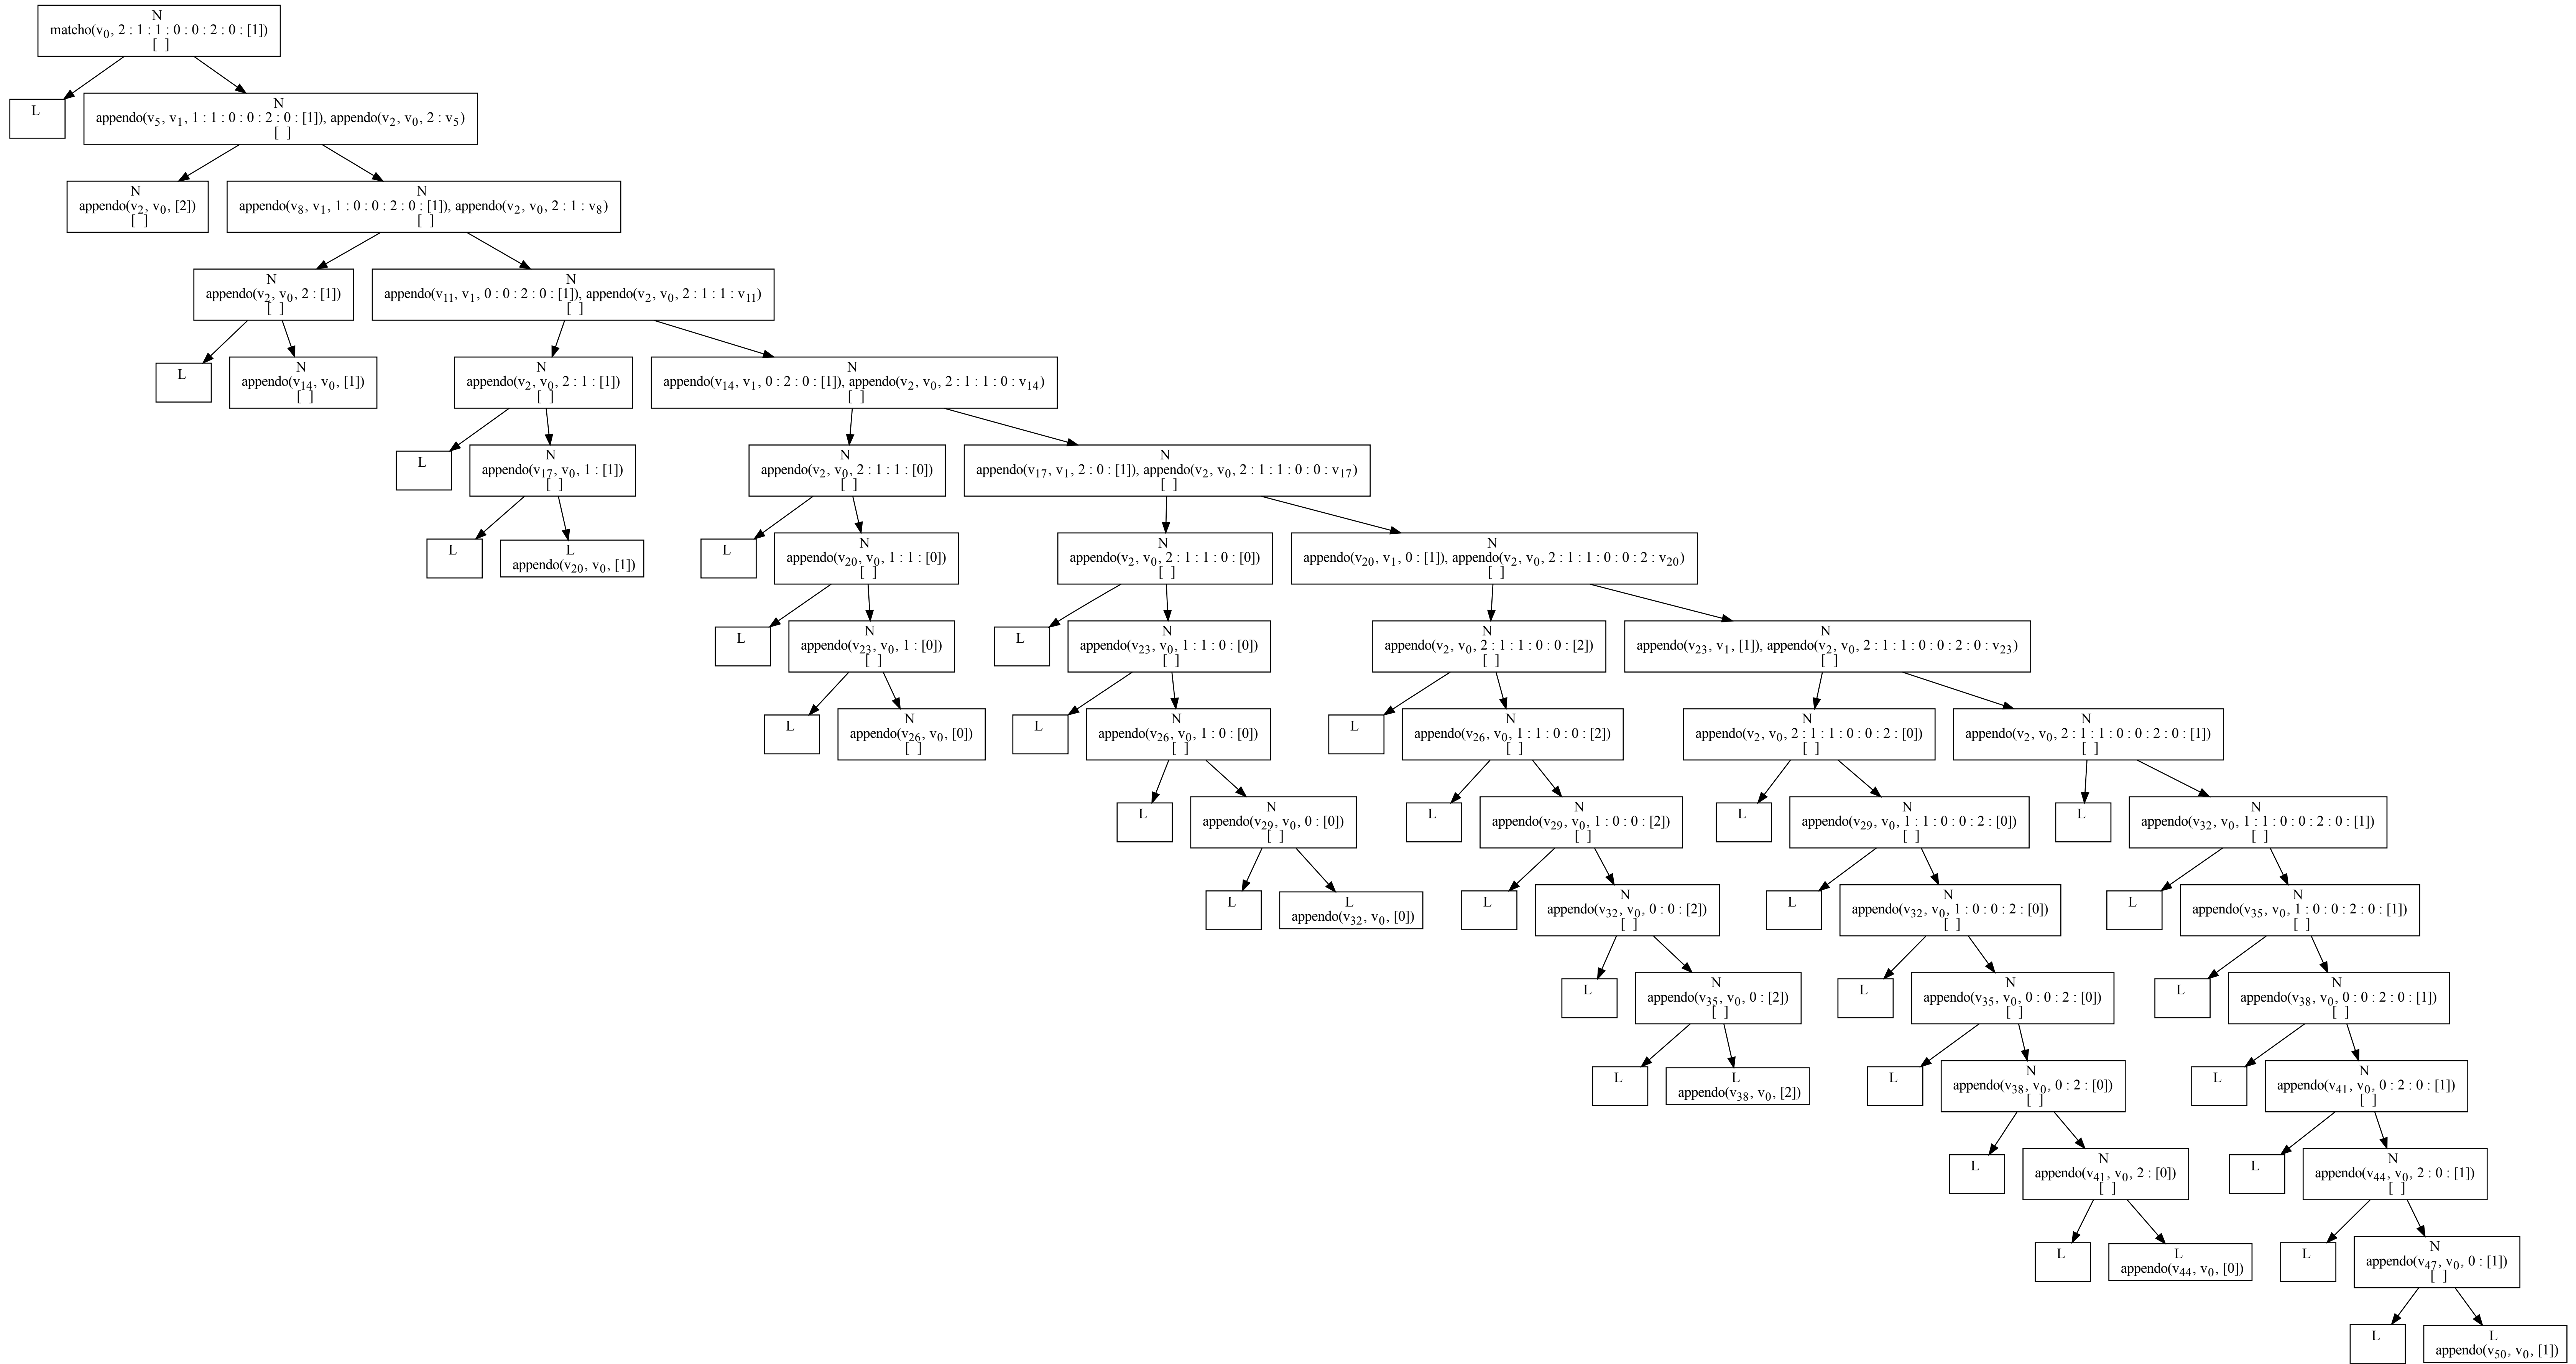 N
matcho(v0, 2 : 1 : 1 : 0 : 0 : 2 : 0 : [1])
[ ]
L
N
appendo(v5, v1, 1 : 1 : 0 : 0 : 2 : 0 : [1]), appendo(v2, v0, 2 : v5)
[ ]
N
appendo(v2, v0, [2])
[ ]
N
appendo(v8, v1, 1 : 0 : 0 : 2 : 0 : [1]), appendo(v2, v0, 2 : 1 : v8)
[ ]
N
appendo(v2, v0, 2 : [1])
[ ]
N
appendo(v11, v1, 0 : 0 : 2 : 0 : [1]), appendo(v2, v0, 2 : 1 : 1 : v11)
[ ]
L
N
appendo(v14, v0, [1])
[ ]
N
appendo(v2, v0, 2 : 1 : [1])
[ ]
N
appendo(v14, v1, 0 : 2 : 0 : [1]), appendo(v2, v0, 2 : 1 : 1 : 0 : v14)
[ ]
L
N
appendo(v17, v0, 1 : [1])
[ ]
N
appendo(v2, v0, 2 : 1 : 1 : [0])
[ ]
N
appendo(v17, v1, 2 : 0 : [1]), appendo(v2, v0, 2 : 1 : 1 : 0 : 0 : v17)
[ ]
L
L
appendo(v20, v0, [1])
L
N
appendo(v20, v0, 1 : 1 : [0])
[ ]
N
appendo(v2, v0, 2 : 1 : 1 : 0 : [0])
[ ]
N
appendo(v20, v1, 0 : [1]), appendo(v2, v0, 2 : 1 : 1 : 0 : 0 : 2 : v20)
[ ]
L
N
appendo(v23, v0, 1 : [0])
[ ]
L
N
appendo(v23, v0, 1 : 1 : 0 : [0])
[ ]
N
appendo(v2, v0, 2 : 1 : 1 : 0 : 0 : [2])
[ ]
N
appendo(v23, v1, [1]), appendo(v2, v0, 2 : 1 : 1 : 0 : 0 : 2 : 0 : v23)
[ ]
L
N
appendo(v26, v0, [0])
[ ]
L
N
appendo(v26, v0, 1 : 0 : [0])
[ ]
L
N
appendo(v26, v0, 1 : 1 : 0 : 0 : [2])
[ ]
N
appendo(v2, v0, 2 : 1 : 1 : 0 : 0 : 2 : [0])
[ ]
N
appendo(v2, v0, 2 : 1 : 1 : 0 : 0 : 2 : 0 : [1])
[ ]
L
N
appendo(v29, v0, 0 : [0])
[ ]
L
N
appendo(v29, v0, 1 : 0 : 0 : [2])
[ ]
L
N
appendo(v29, v0, 1 : 1 : 0 : 0 : 2 : [0])
[ ]
L
N
appendo(v32, v0, 1 : 1 : 0 : 0 : 2 : 0 : [1])
[ ]
L
L
appendo(v32, v0, [0])
L
N
appendo(v32, v0, 0 : 0 : [2])
[ ]
L
N
appendo(v32, v0, 1 : 0 : 0 : 2 : [0])
[ ]
L
N
appendo(v35, v0, 1 : 0 : 0 : 2 : 0 : [1])
[ ]
L
N
appendo(v35, v0, 0 : [2])
[ ]
L
N
appendo(v35, v0, 0 : 0 : 2 : [0])
[ ]
L
N
appendo(v38, v0, 0 : 0 : 2 : 0 : [1])
[ ]
L
L
appendo(v38, v0, [2])
L
N
appendo(v38, v0, 0 : 2 : [0])
[ ]
L
N
appendo(v41, v0, 0 : 2 : 0 : [1])
[ ]
L
N
appendo(v41, v0, 2 : [0])
[ ]
L
N
appendo(v44, v0, 2 : 0 : [1])
[ ]
L
L
appendo(v44, v0, [0])
L
N
appendo(v47, v0, 0 : [1])
[ ]
L
L
appendo(v50, v0, [1])